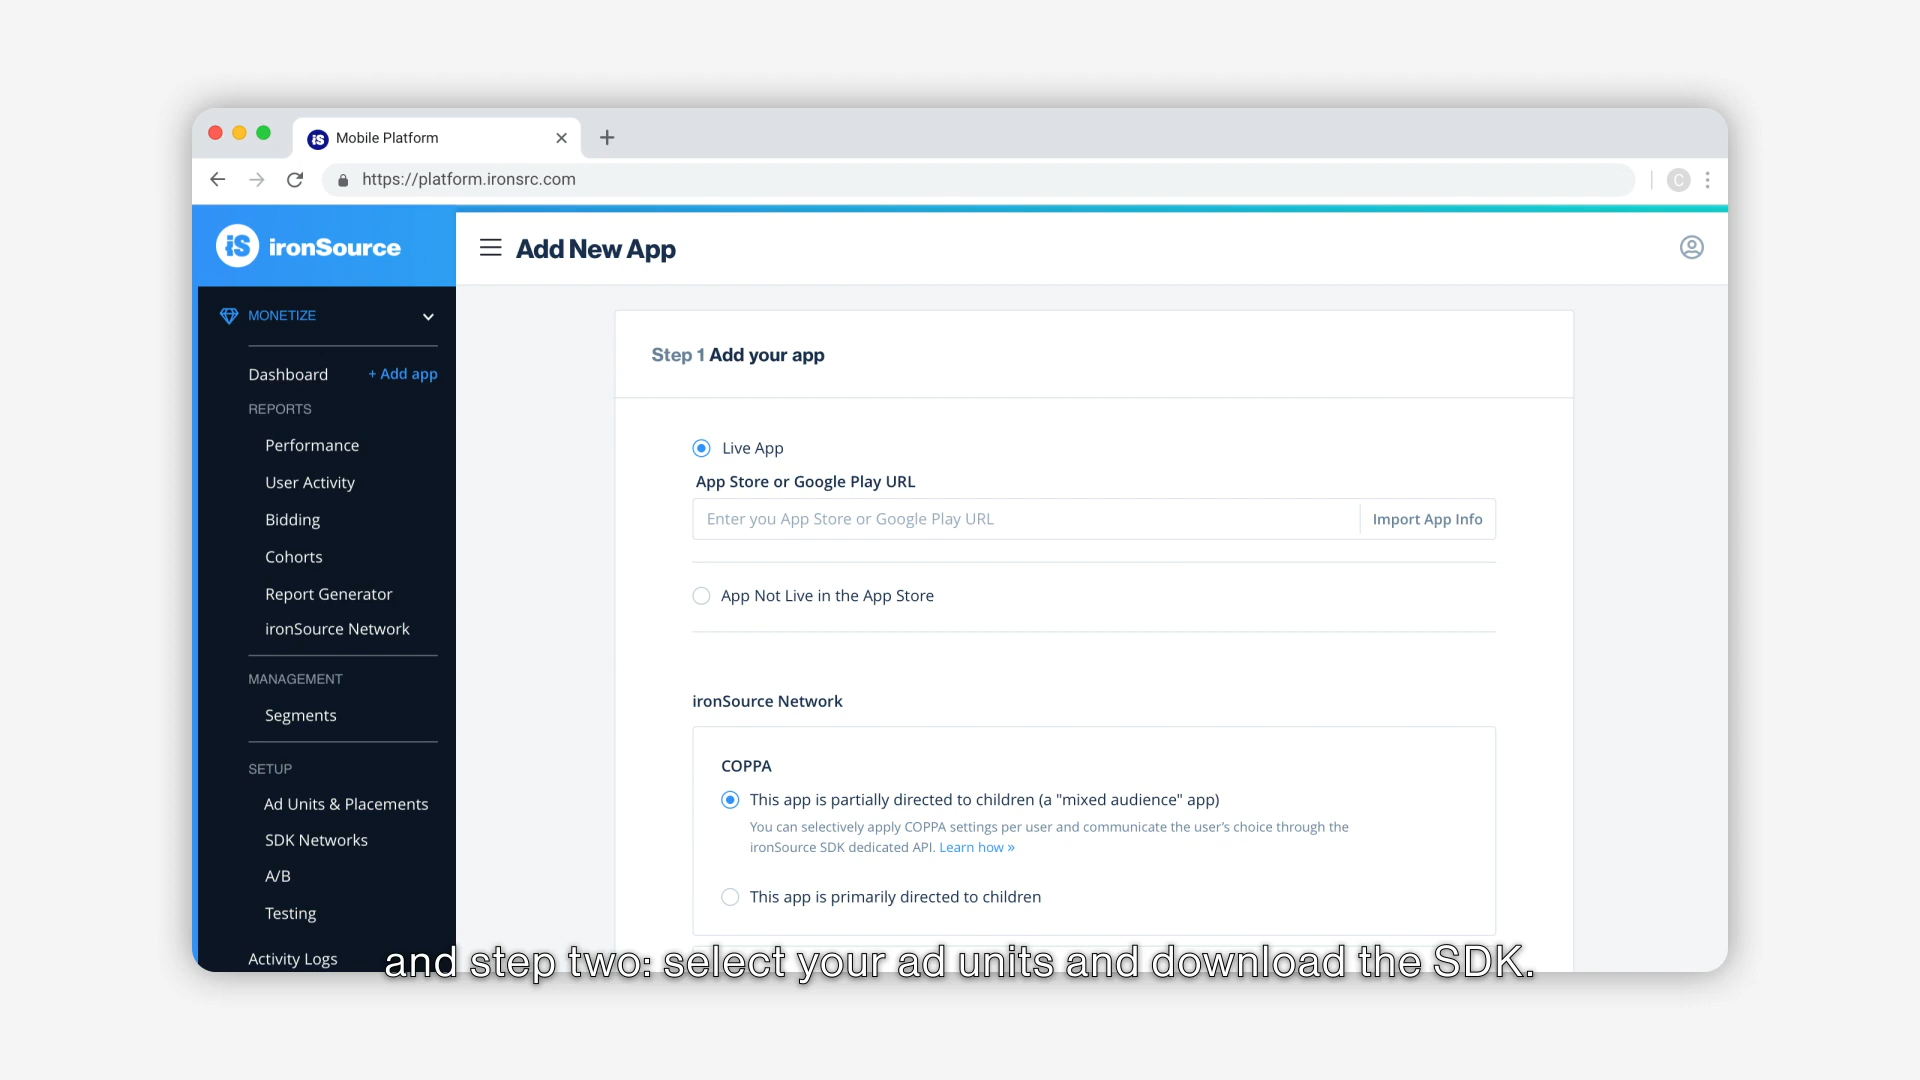 Mobile Platform
https://platform.ironsrc.com
C
iS ironSource
Add New App
MONETIZE
Dashboard + Add app
REPORTS
Performance
User Activity
Bidding
Cohorts
Report Generator
ironSource Network
MANAGEMENT
Segments
SETUP
Ad Units & Placements
SDK Networks
A/B
Testing
Activity Logs
Step 1 Add your app
Live App
App Store or Google Play URL
Enter you App Store or Google Play URL
Import App Info
App Not Live in the App Store
ironSource Network
COPPA
This app is partially directed to children (a "mixed audience" app)
You can selectively apply COPPA settings per user and communicate the user's choice through the
ironSource SDK dedicated API. Learn how »
This app is primarily directed to children
and step two: select your ad units and download the SDK.